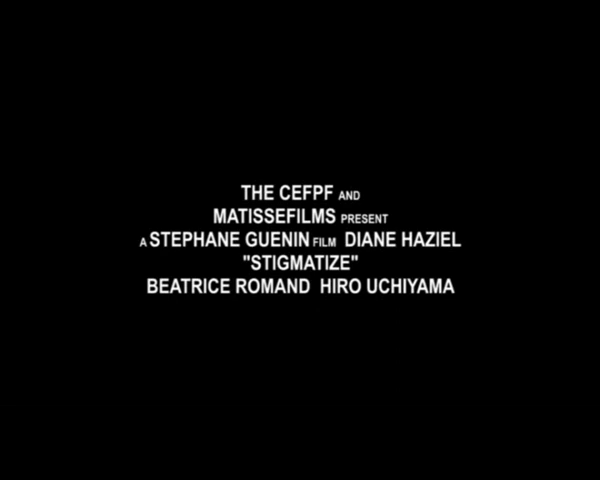 THE CEFPF AND
MATISSEFILMS PRESENT
A STEPHANE GUENIN FILM DIANE HAZIEL
"STIGMATIZE"
BEATRICE ROMAND HIRO UCHIYAMA